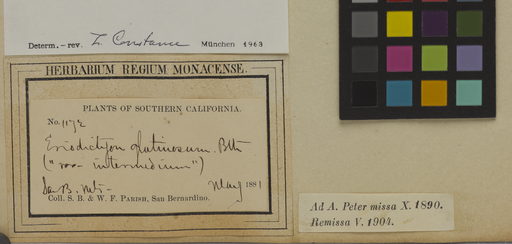 Determ. – rev. L. Constance München 1963
HERBARIUM REGIUM MONACENSE.
PLANTS OF SOUTHERN CALIFORNIA.
No. 1172
Eriodictyon glutinosum. Bth
(" intermedium")
San B. Mts –
May 1881
Coll. S. B. & W. F. PARISH, San Bernardino.
Ad A. Peter missa X. 1890.
Remissa V. 1904.